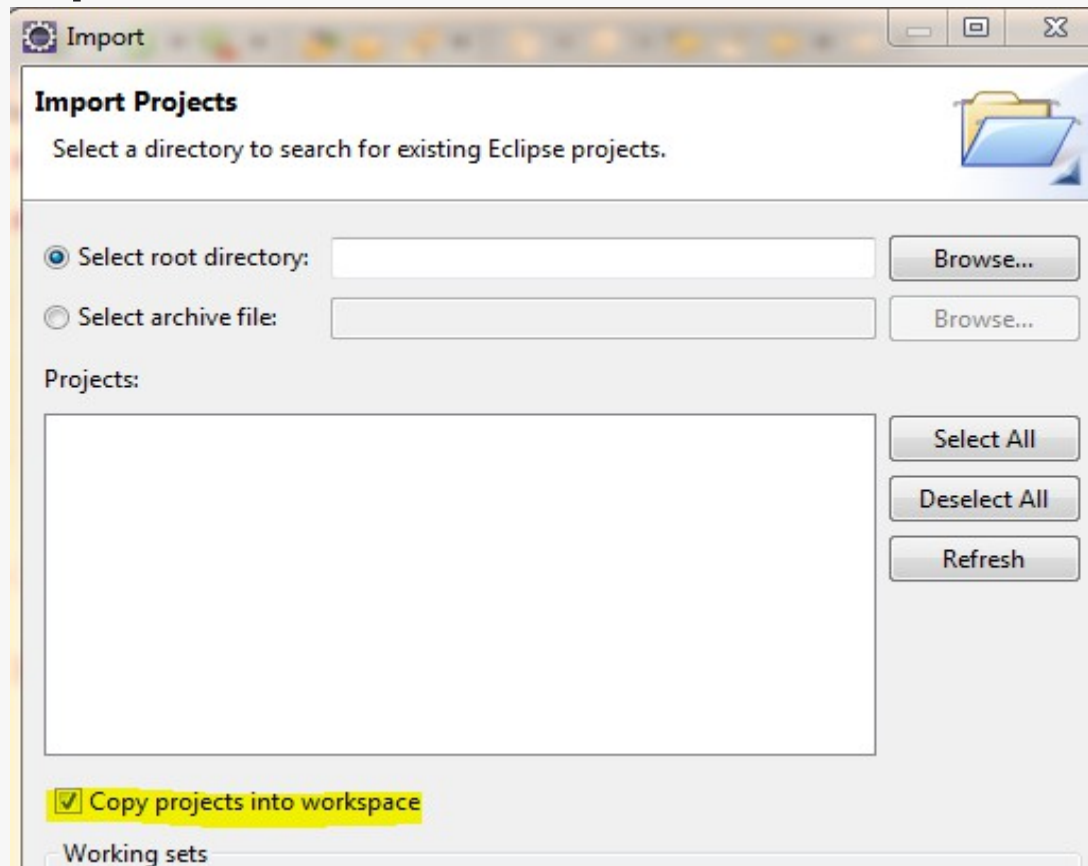 Import
Import Projects
Select a directory to search for existing Eclipse projects.
Select root directory: Browse...
Select archive file: Browse...
Projects:
Select All
Deselect All
Refresh
Copy projects into workspace
Working sets